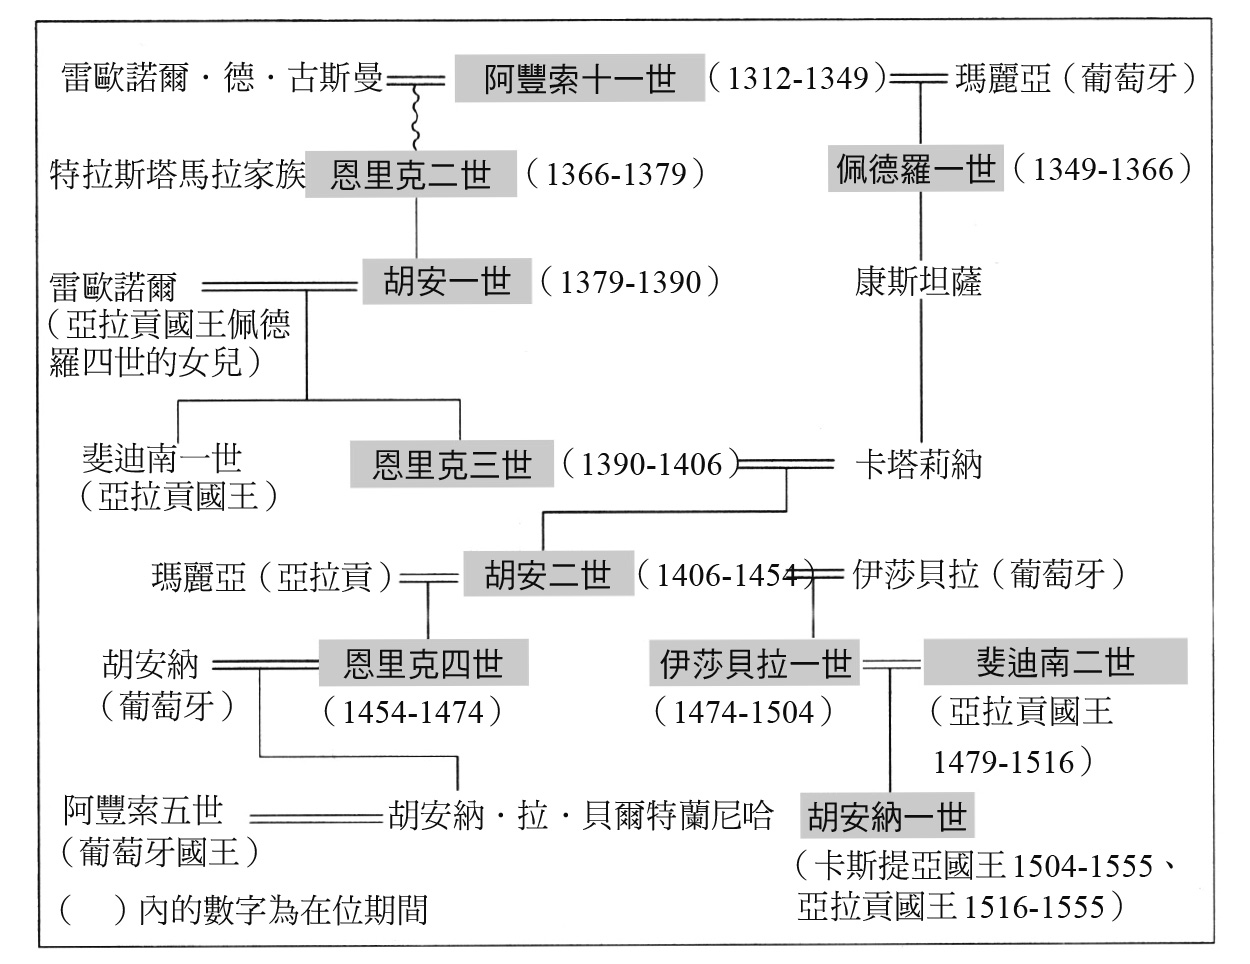 雷歐諾爾・德・古斯曼 阿豐索十一世（1312-1349） 瑪麗亞（葡萄牙）
特拉斯塔馬拉家族 恩里克二世（1366-1379） 佩德羅一世（1349-1366）
雷歐諾爾 胡安一世（1379-1390） 康斯坦薩
（亞拉貢國王佩德
羅四世的女兒）
斐迪南一世 恩里克三世（1390-1406） 卡塔莉納
（亞拉貢國王）
瑪麗亞（亞拉貢） 胡安二世（1406-1454） 伊莎貝拉（葡萄牙）
胡安納 恩里克四世 伊莎貝拉一世 斐迪南二世
（葡萄牙） （1454-1474） （1474-1504） （亞拉貢國王
1479-1516）
阿豐索五世 胡安納・拉・貝爾特蘭尼哈 胡安納一世
（葡萄牙國王） （卡斯提亞國王1504-1555、
（ ）內的數字為在位期間 亞拉貢國王1516-1555）